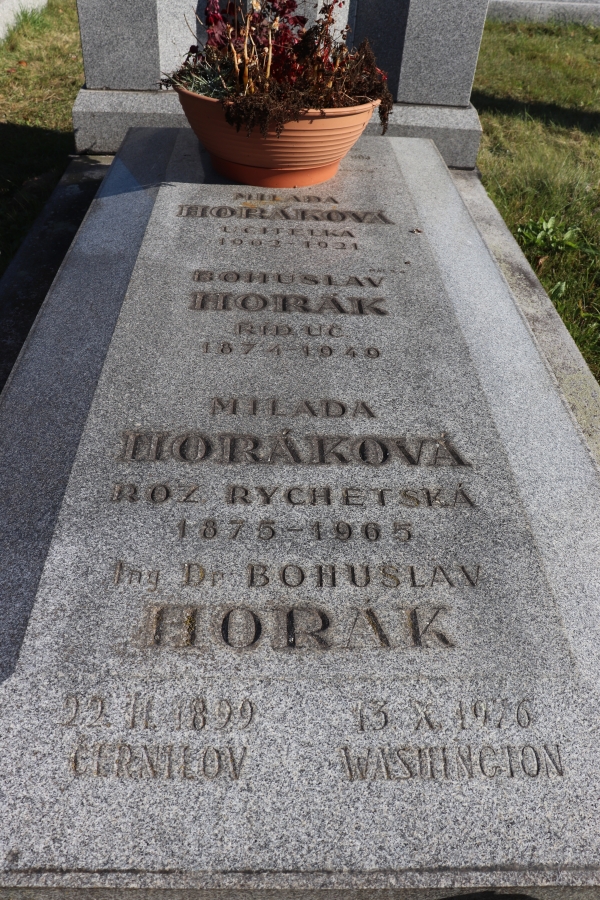 MILADA
HORÁKOVÁ
UČITELKA
1902-1921
BOHUSLAV
HORÁK
ŘÍD. UČ.
1874-1949
MILADA
HORÁKOVÁ
ROZ RYCHETSKÁ
1875-1965
Ing Dr BOHUSLAV
HORÁK
22 II 1899 13 X 1976
ČERNILOV WASHINGTON